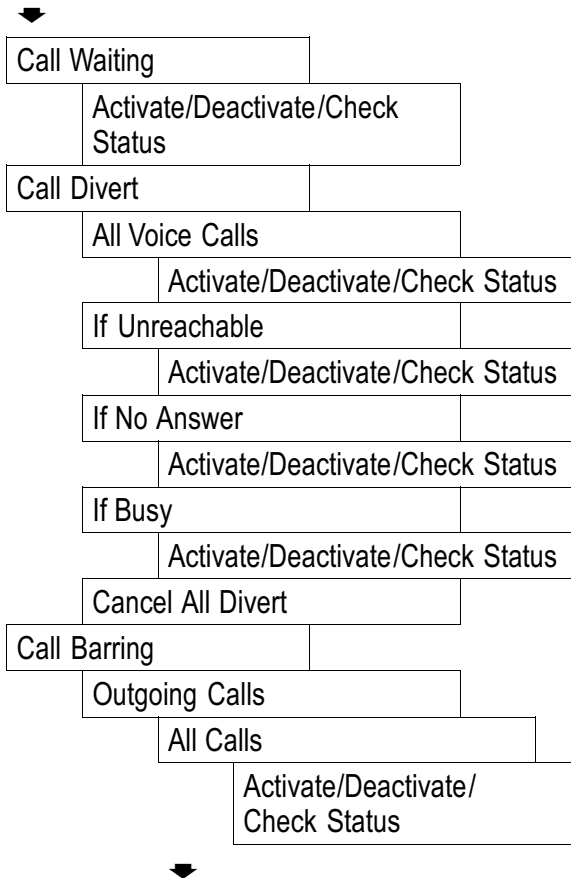 Call Waiting
Activate/Deactivate/Check
Status
Call Divert
All Voice Calls
Activate/Deactivate/Check Status
If Unreachable
Activate/Deactivate/Check Status
If No Answer
Activate/Deactivate/Check Status
If Busy
Activate/Deactivate/Check Status
Cancel All Divert
Call Barring
Outgoing Calls
All Calls
Activate/Deactivate/
Check Status